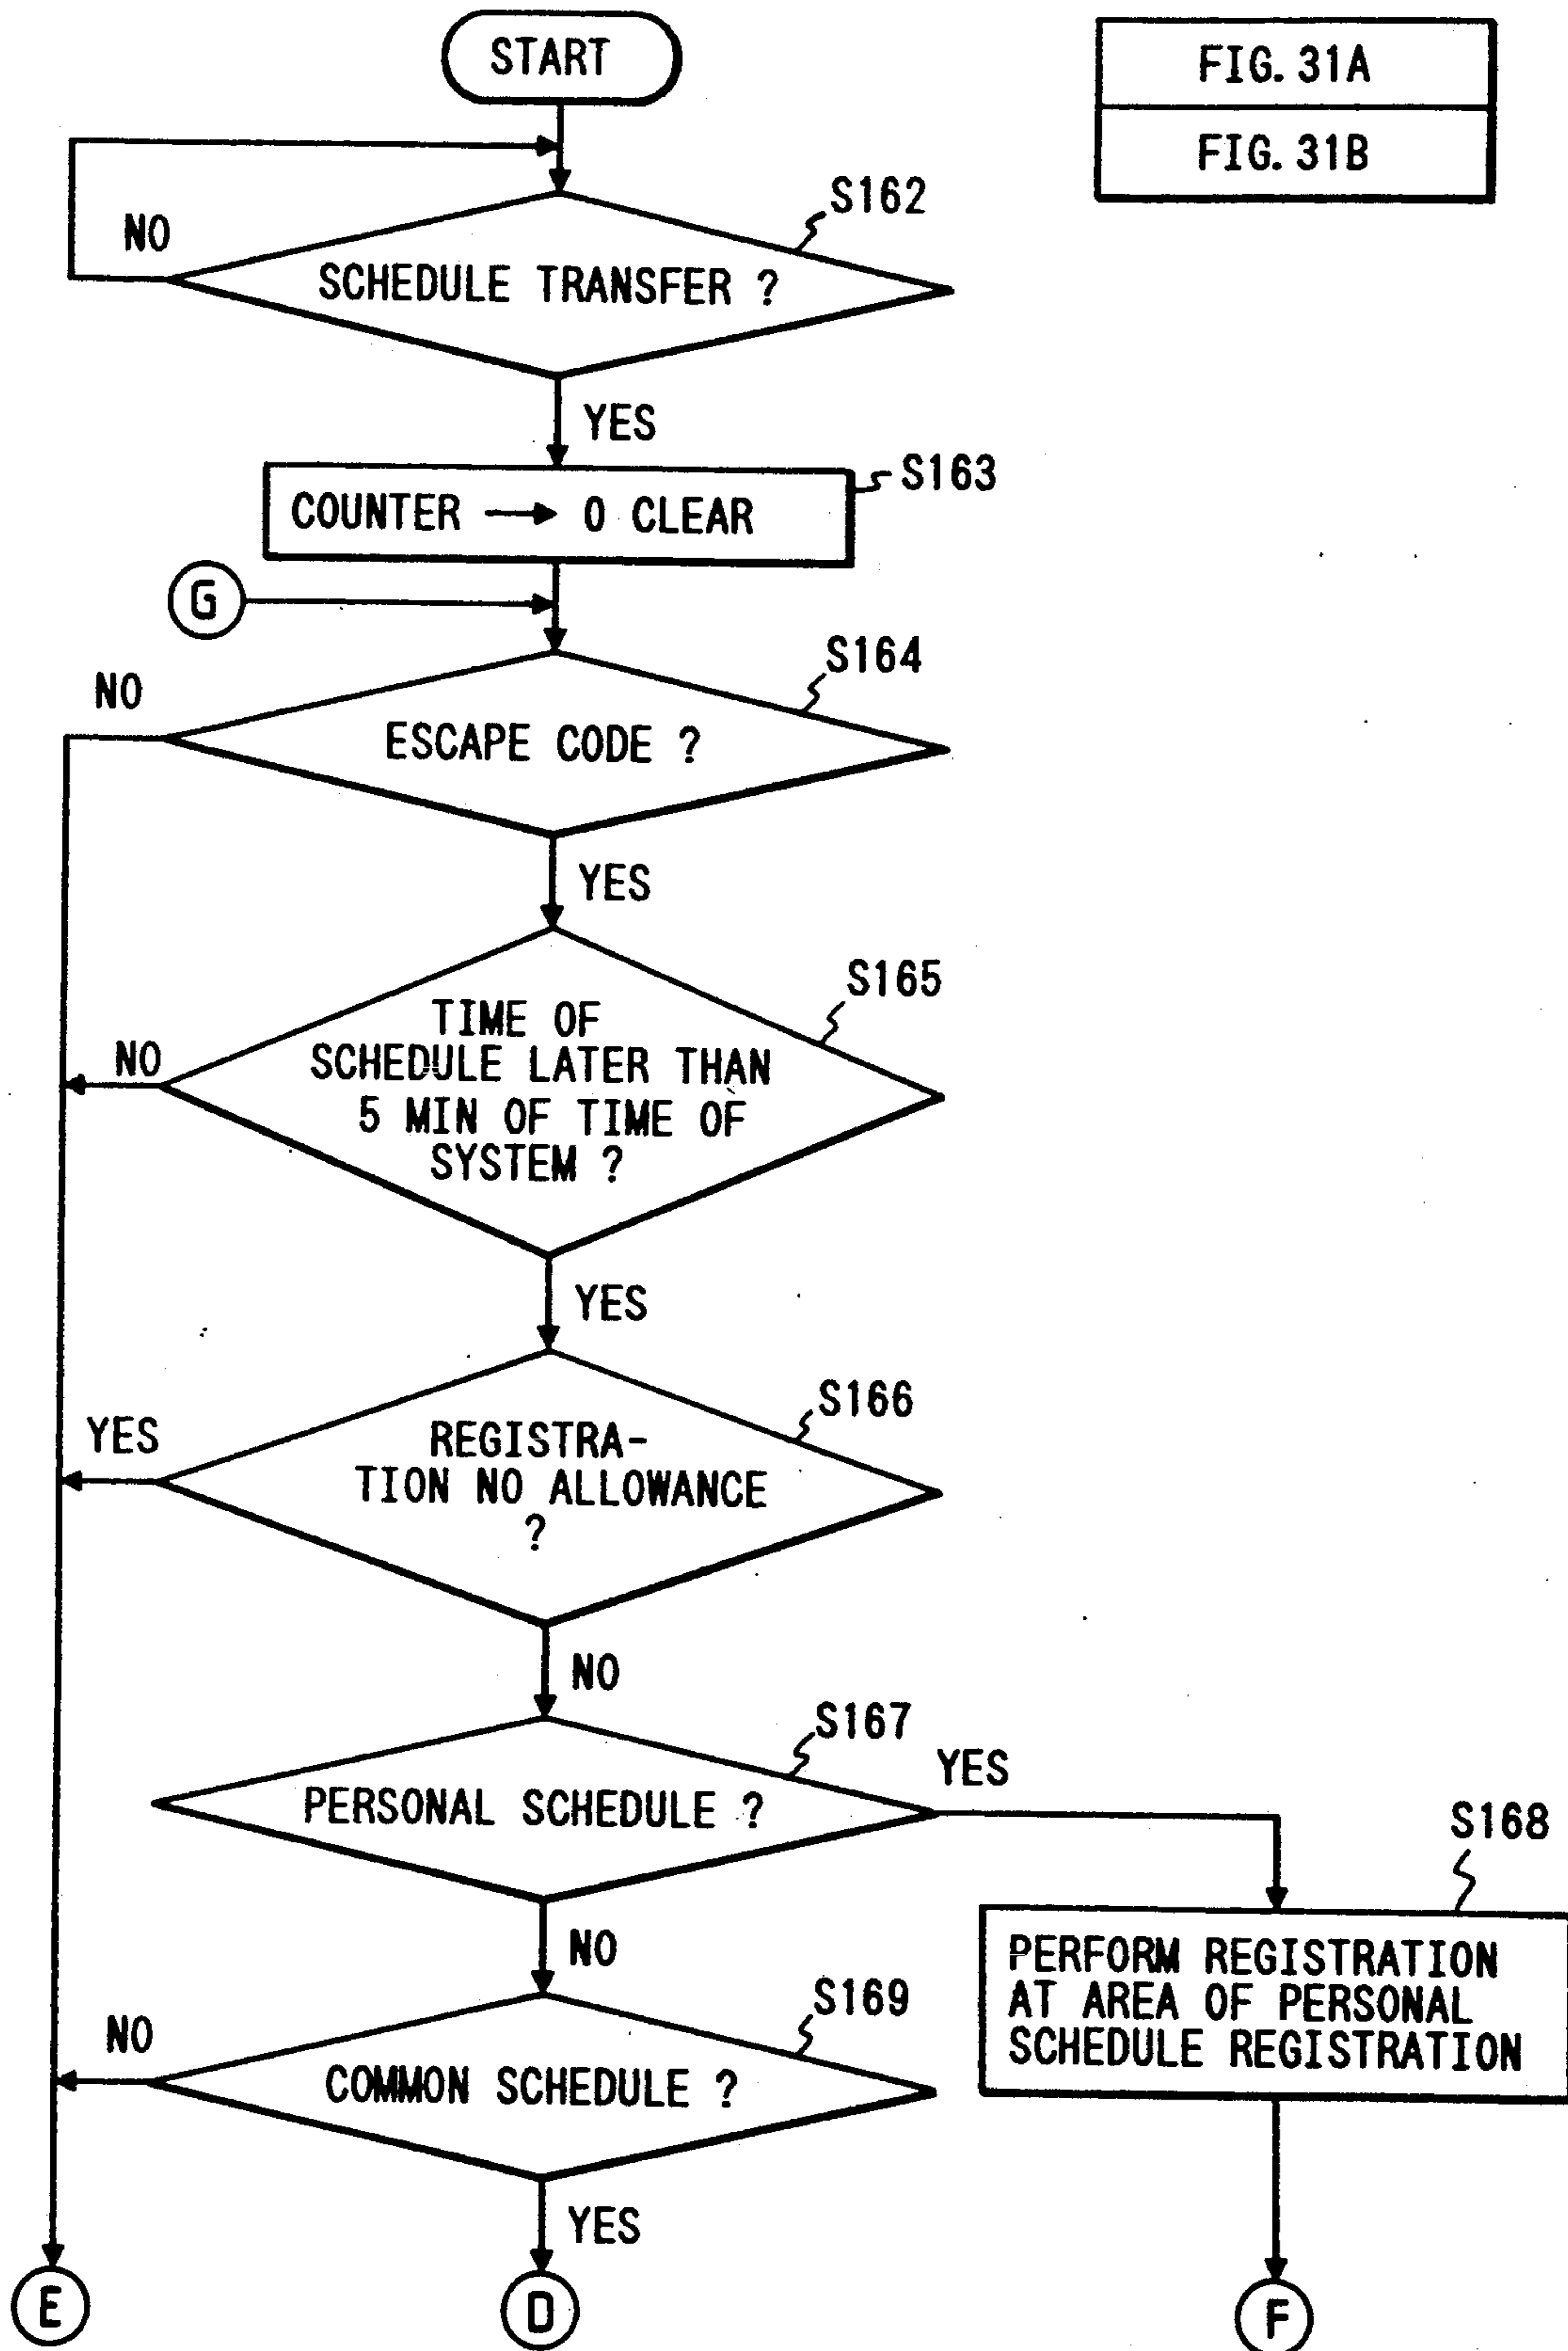 START
FIG. 31A
FIG. 31B
S162
NO
SCHEDULE TRANSFER ?
YES
S163
COUNTER → 0 CLEAR
G
S164
NO
ESCAPE CODE ?
YES
S165
TIME OF
NO
SCHEDULE LATER THAN
5 MIN OF TIME OF
SYSTEM ?
YES
S166
YES
REGISTRA-
TION NO ALLOWANCE
?
NO
S167
YES
PERSONAL SCHEDULE ?
S168
NO
PERFORM REGISTRATION
AT AREA OF PERSONAL
SCHEDULE REGISTRATION
S169
NO
COMMON SCHEDULE ?
YES
E
D
F